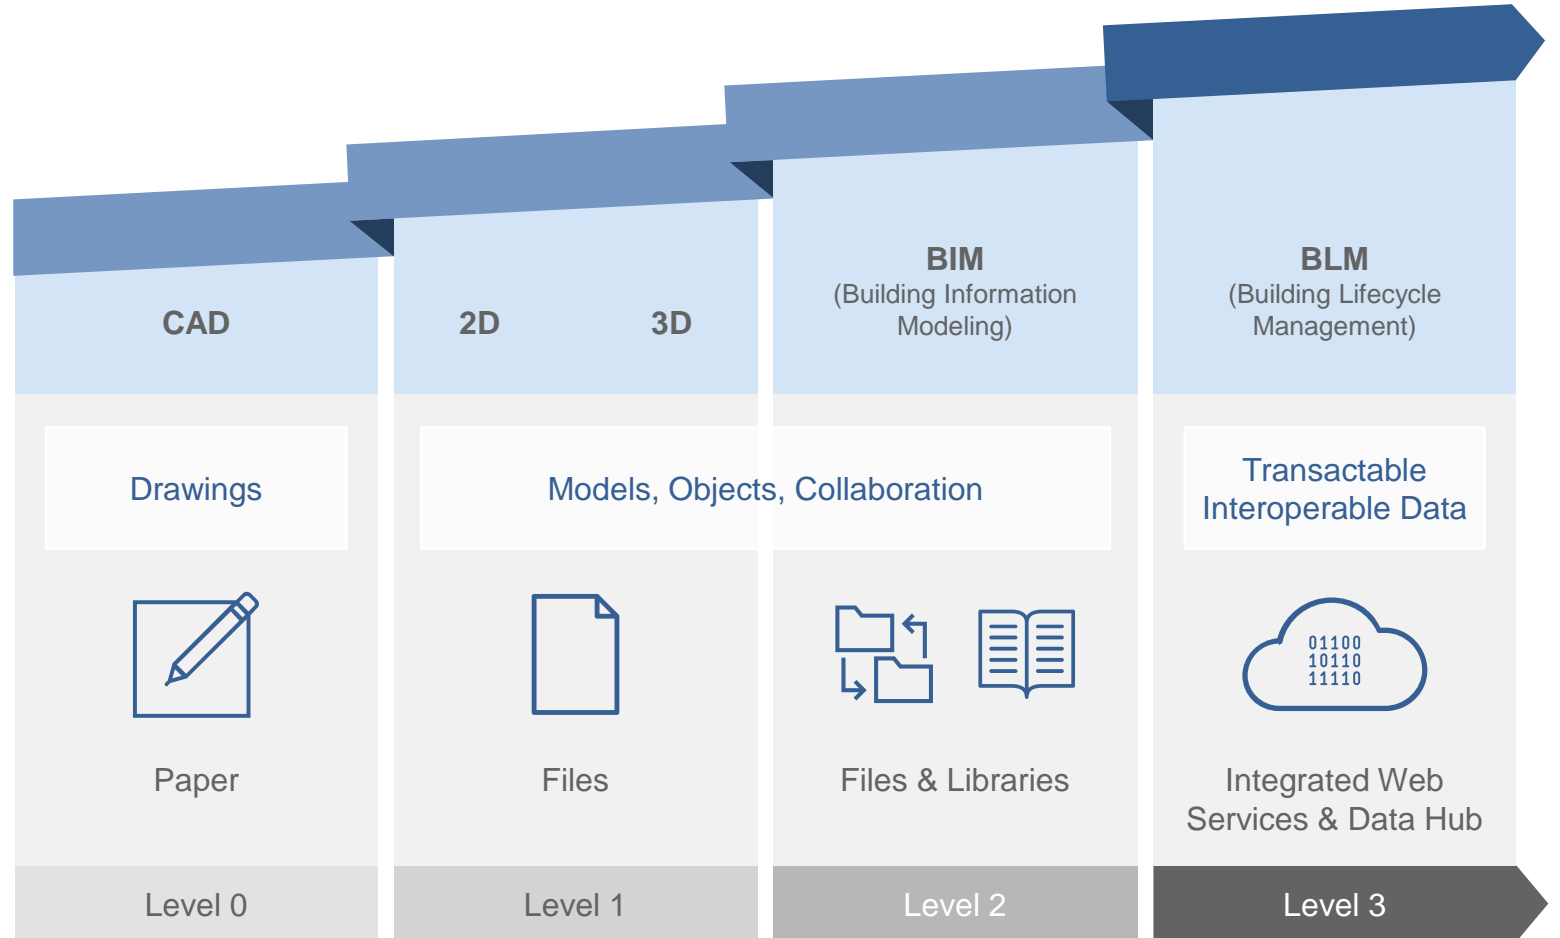 CAD
2D
3D
BIM
(Building Information
Modeling)
BLM
(Building Lifecycle
Management)
Drawings
Models, Objects, Collaboration
Transactable
Interoperable Data
01100
10110
11110
Paper
Files
Files & Libraries
Integrated Web
Services & Data Hub
Level 0
Level 1
Level 2
Level 3